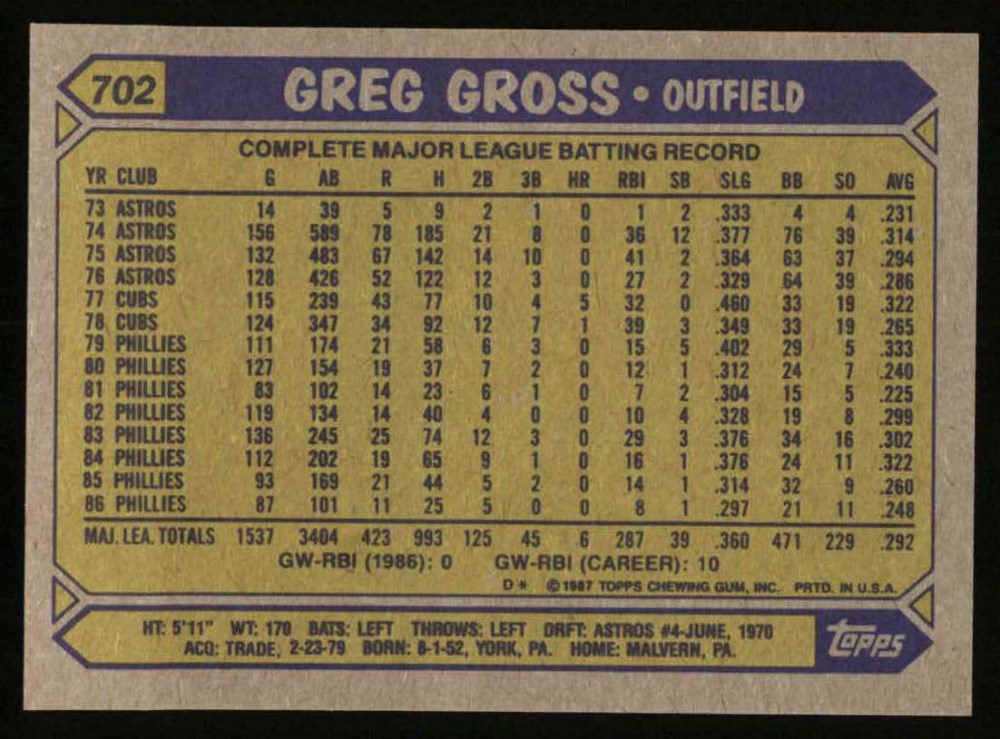 702 GREG GROSS • OUTFIELD
COMPLETE MAJOR LEAGUE BATTING RECORD
YR CLUB G AB R H 2B 3B HR RBI SB SLG BB SO AVG
73 ASTROS 14 39 5 9 2 1 0 1 2 .333 4 4 .231
74 ASTROS 156 589 78 185 21 8 0 36 12 .377 76 39 .314
75 ASTROS 132 483 67 142 14 10 0 41 2 .364 63 37 .294
76 ASTROS 128 426 52 122 12 3 0 27 2 .329 64 39 .286
77 CUBS 115 239 43 77 10 4 5 32 0 .460 33 19 .322
78 CUBS 124 347 34 92 12 7 1 39 3 .349 33 19 .265
79 PHILLIES 111 174 21 58 6 3 0 15 5 .402 29 5 .333
80 PHILLIES 127 154 19 37 7 2 0 12 1 .312 24 7 .240
81 PHILLIES 83 102 14 23 6 1 0 7 2 .304 15 5 .225
82 PHILLIES 119 134 14 40 4 0 0 10 4 .328 19 8 .299
83 PHILLIES 136 245 25 74 12 3 0 29 3 .376 34 16 .302
84 PHILLIES 112 202 19 65 9 1 0 16 1 .376 24 11 .322
85 PHILLIES 93 169 21 44 5 2 0 14 1 .314 32 9 .260
86 PHILLIES 87 101 11 25 5 0 0 8 1 .297 21 11 .248
MAJ. LEA. TOTALS 1537 3404 423 993 125 45 6 287 39 .360 471 229 .292
GW-RBI (1986): 0 GW-RBI (CAREER): 10
D* © 1987 TOPPS CHEWING GUM, INC. PRTD. IN U.S.A.
HT: 5'11" WT: 170 BATS: LEFT THROWS: LEFT DRFT: ASTROS #4-JUNE, 1970
ACQ: TRADE, 2-23-79 BORN: 8-1-52, YORK, PA. HOME: MALVERN, PA.
Topps